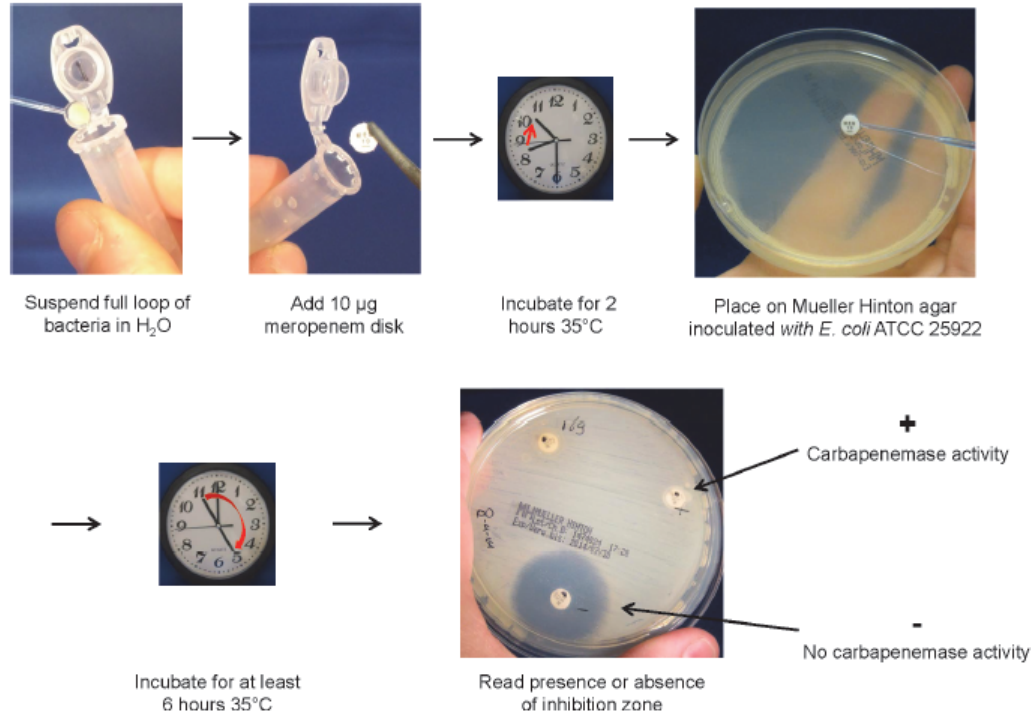 Suspend full loop of
bacteria in H₂O
Add 10 µg
meropenem disk
Incubate for 2
hours 35°C
Place on Mueller Hinton agar
inoculated with E. coli ATCC 25922
+
Carbapenemase activity
169
MUELLER HINTON
-
No carbapenemase activity
Incubate for at least
6 hours 35°C
Read presence or absence
of inhibition zone